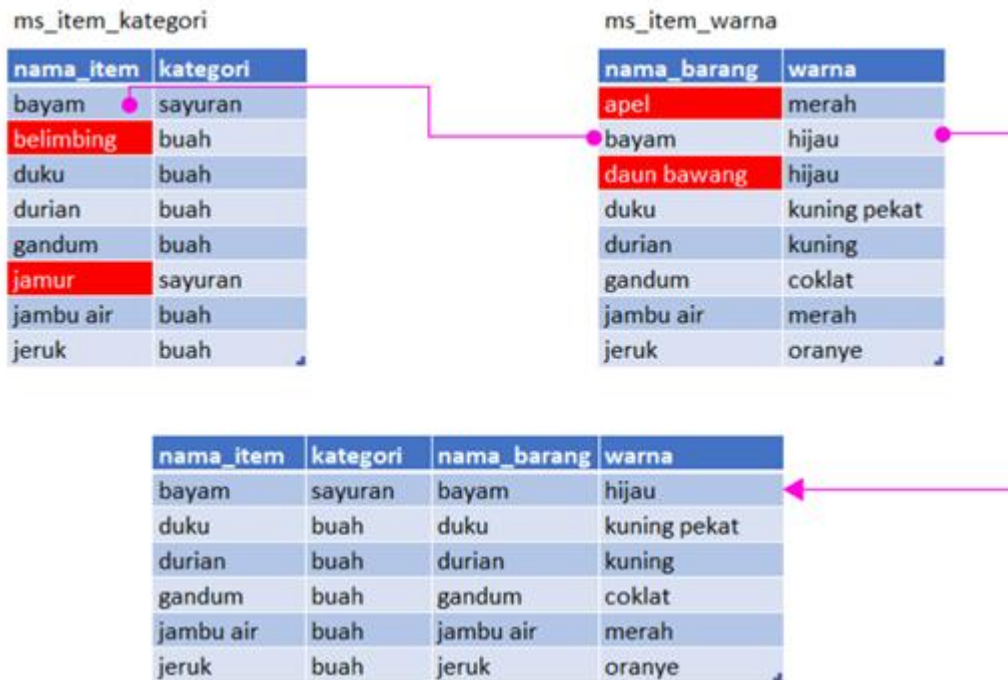 ms_item_kategori
nama_item kategori
bayam sayuran
belimbing buah
duku buah
durian buah
gandum buah
jamur sayuran
jambu air buah
jeruk buah
ms_item_warna
nama_barang warna
apel merah
bayam hijau
daun bawang hijau
duku kuning pekat
durian kuning
gandum coklat
jambu air merah
jeruk oranye
nama_item kategori nama_barang warna
bayam sayuran bayam hijau
duku buah duku kuning pekat
durian buah durian kuning
gandum buah gandum coklat
jambu air buah jambu air merah
jeruk buah jeruk oranye